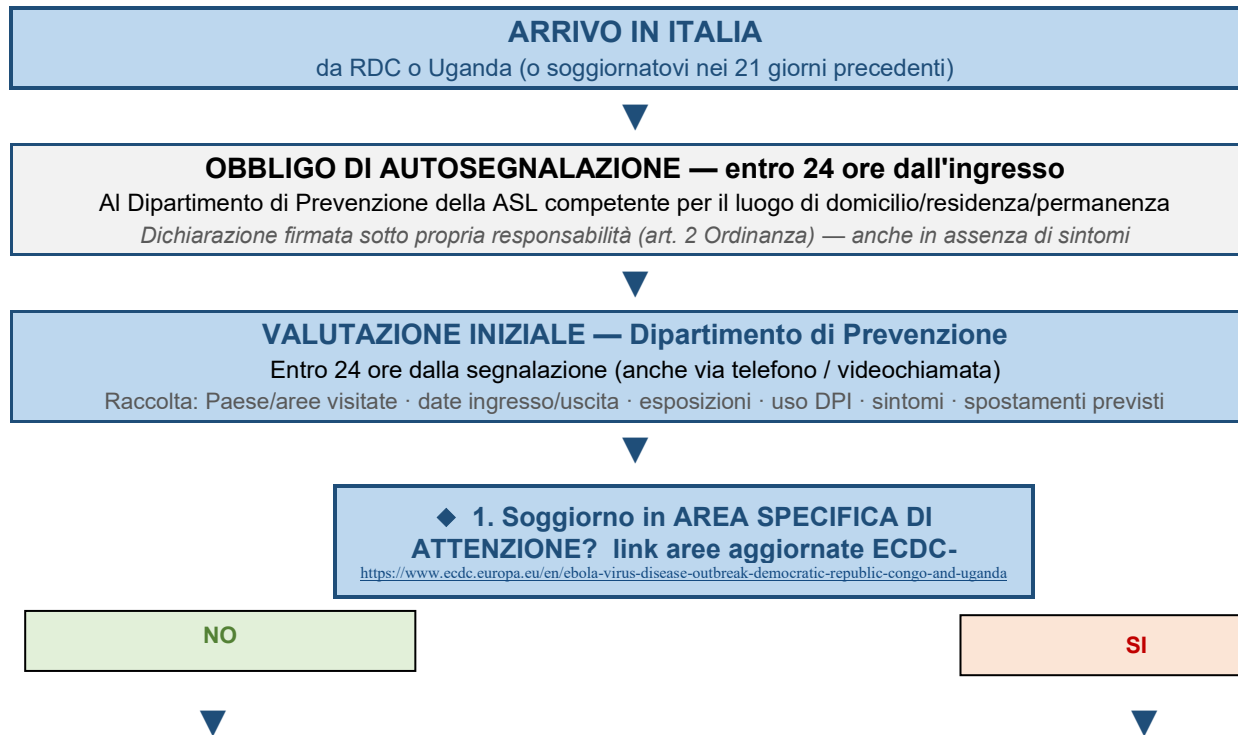 ARRIVO IN ITALIA
da RDC o Uganda (o soggiornatovi nei 21 giorni precedenti)
OBBLIGO DI AUTOSEGNALAZIONE — entro 24 ore dall'ingresso
Al Dipartimento di Prevenzione della ASL competente per il luogo di domicilio/residenza/permanenza
Dichiarazione firmata sotto propria responsabilità (art. 2 Ordinanza) — anche in assenza di sintomi
VALUTAZIONE INIZIALE — Dipartimento di Prevenzione
Entro 24 ore dalla segnalazione (anche via telefono / videochiamata)
Raccolta: Paese/aree visitate · date ingresso/uscita · esposizioni · uso DPI · sintomi · spostamenti previsti
◆ 1. Soggiorno in AREA SPECIFICA DI
ATTENZIONE? link aree aggiornate ECDC-
https://www.ecdc.europa.eu/en/ebola-virus-disease-outbreak-democratic-republic-congo-and-uganda
NO
SI